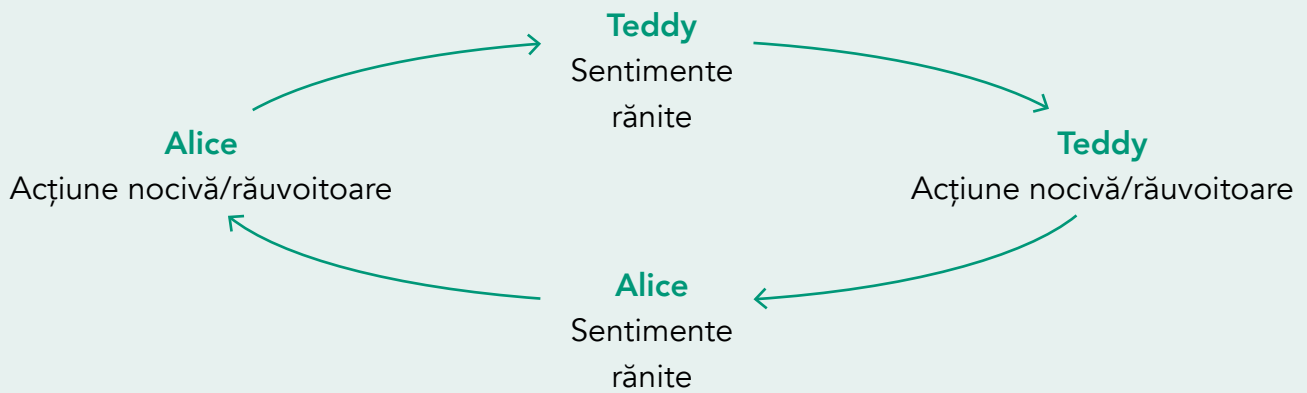 Teddy
Sentimente
rănite
Alice
Acțiune nocivă/răuvoitoare
Teddy
Acțiune nocivă/răuvoitoare
Alice
Sentimente
rănite